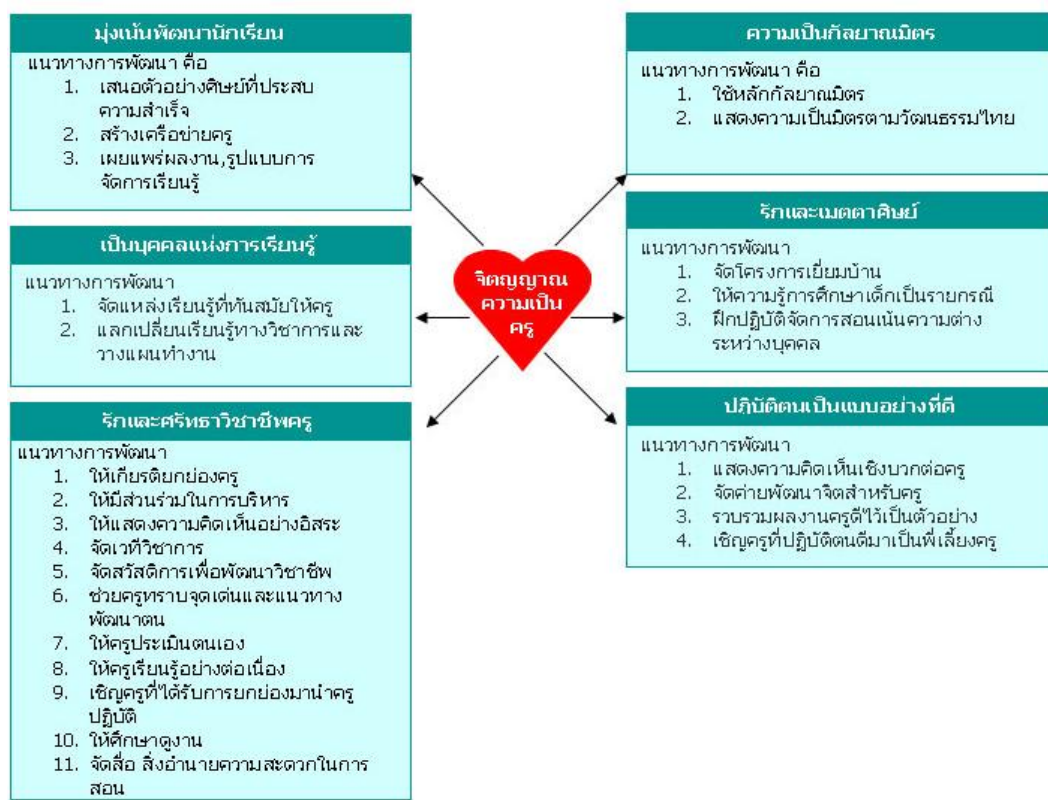 มุ่งเน้นพัฒนานักเรียน
แนวทางการพัฒนา คือ
1. เสนอตัวอย่างศิษย์ที่ประสบ
ความสำเร็จ
2. สร้างเครือข่ายครู
3. เผยแพร่ผลงาน,รูปแบบการ
จัดการเรียนรู้
ความเป็นกัลยาณมิตร
แนวทางการพัฒนา คือ
1. ใช้หลักกัลยาณมิตร
2. แสดงความเป็นมิตรตามวัฒนธรรมไทย
เป็นบุคคลแห่งการเรียนรู้
แนวทางการพัฒนา
1. จัดแหล่งเรียนรู้ที่ทันสมัยให้ครู
2. แลกเปลี่ยนเรียนรู้ทางวิชาการและ
วางแผนทำงาน
จิตญญาณ
ความเป็น
ครู
รักและเมตตาศิษย์
แนวทางการพัฒนา
1. จัดโครงการเยี่ยมบ้าน
2. ให้ความรู้การศึกษาเด็กเป็นรายกรณี
3. ฝึกปฏิบัติจัดการสอนเน้นความต่าง
ระหว่างบุคคล
รักและศรัทธาวิชาชีพครู
แนวทางการพัฒนา
1. ให้เกียรติยกย่องครู
2. ให้มีส่วนร่วมในการบริหาร
3. ให้แสดงความคิดเห็นอย่างอิสระ
4. จัดเวทีวิชาการ
5. จัดสวัสดิการเพื่อพัฒนาวิชาชีพ
6. ช่วยครูทราบจุดเด่นและแนวทาง
พัฒนาตน
7. ให้ครูประเมินตนเอง
8. ให้ครูเรียนรู้อย่างต่อเนื่อง
9. เชิญครูที่ได้รับการยกย่องมานำครู
ปฏิบัติ
10. ให้ศึกษาดูงาน
11. จัดสื่อ สิ่งอำนายความสะดวกในการ
สอน
ปฏิบัติตนเป็นแบบอย่างที่ดี
แนวทางการพัฒนา
1. แสดงความคิดเห็นเชิงบวกต่อครู
2. จัดค่ายพัฒนาจิตสำหรับครู
3. รวบรวมผลงานครูดีไว้เป็นตัวอย่าง
4. เชิญครูที่ปฏิบัติตนดีมาเป็นพี่เลี้ยงครู